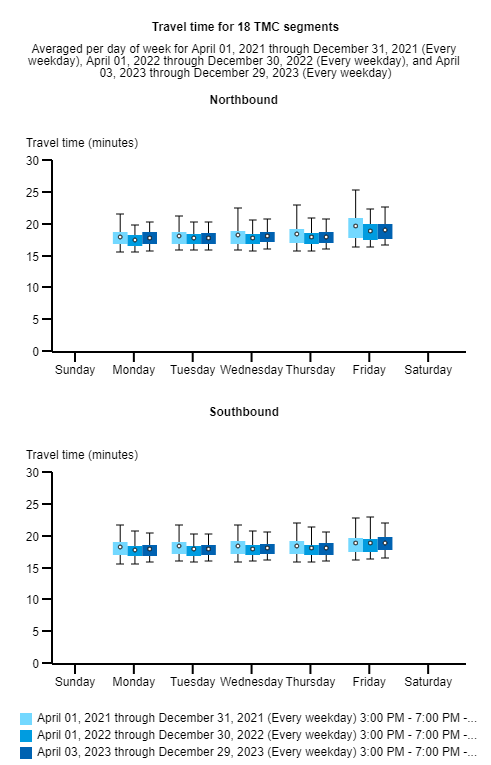 Travel time for 18 TMC segments
Averaged per day of week for April 01, 2021 through December 31, 2021 (Every
weekday), April 01, 2022 through December 30, 2022 (Every weekday), and April
03, 2023 through December 29, 2023 (Every weekday)
Northbound
Travel time (minutes)
30
25
20
15
10
5
0
Sunday Monday Tuesday Wednesday Thursday Friday Saturday
Southbound
Travel time (minutes)
30
25
20
15
10
5
0
Sunday Monday Tuesday Wednesday Thursday Friday Saturday
April 01, 2021 through December 31, 2021 (Every weekday) 3:00 PM - 7:00 PM -...
April 01, 2022 through December 30, 2022 (Every weekday) 3:00 PM - 7:00 PM -...
April 03, 2023 through December 29, 2023 (Every weekday) 3:00 PM - 7:00 PM -...